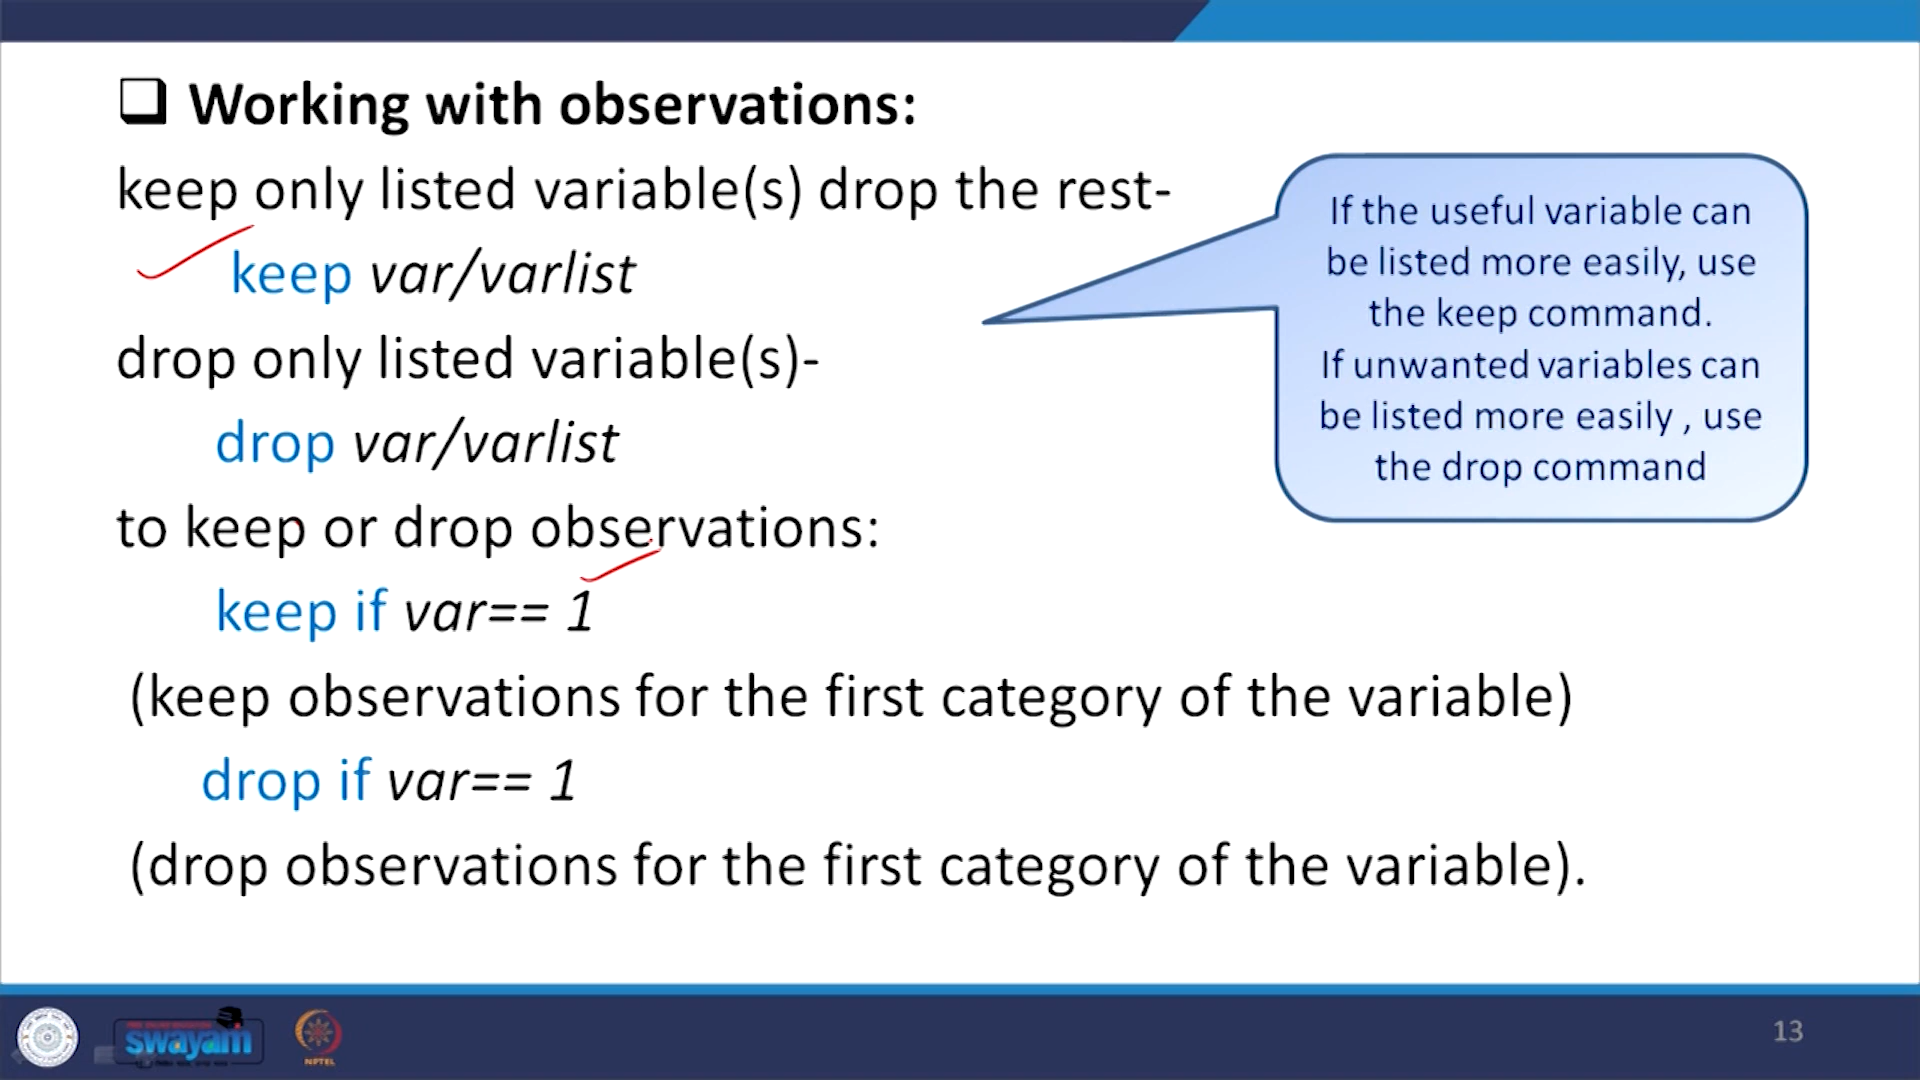 Working with observations:
keep only listed variable(s) drop the rest-
keep var/varlist
drop only listed variable(s)-
drop var/varlist
to keep or drop observations:
keep if var== 1
(keep observations for the first category of the variable)
drop if var== 1
(drop observations for the first category of the variable).
If the useful variable can
be listed more easily, use
the keep command.
If unwanted variables can
be listed more easily , use
the drop command
swayam
NPTEL
13